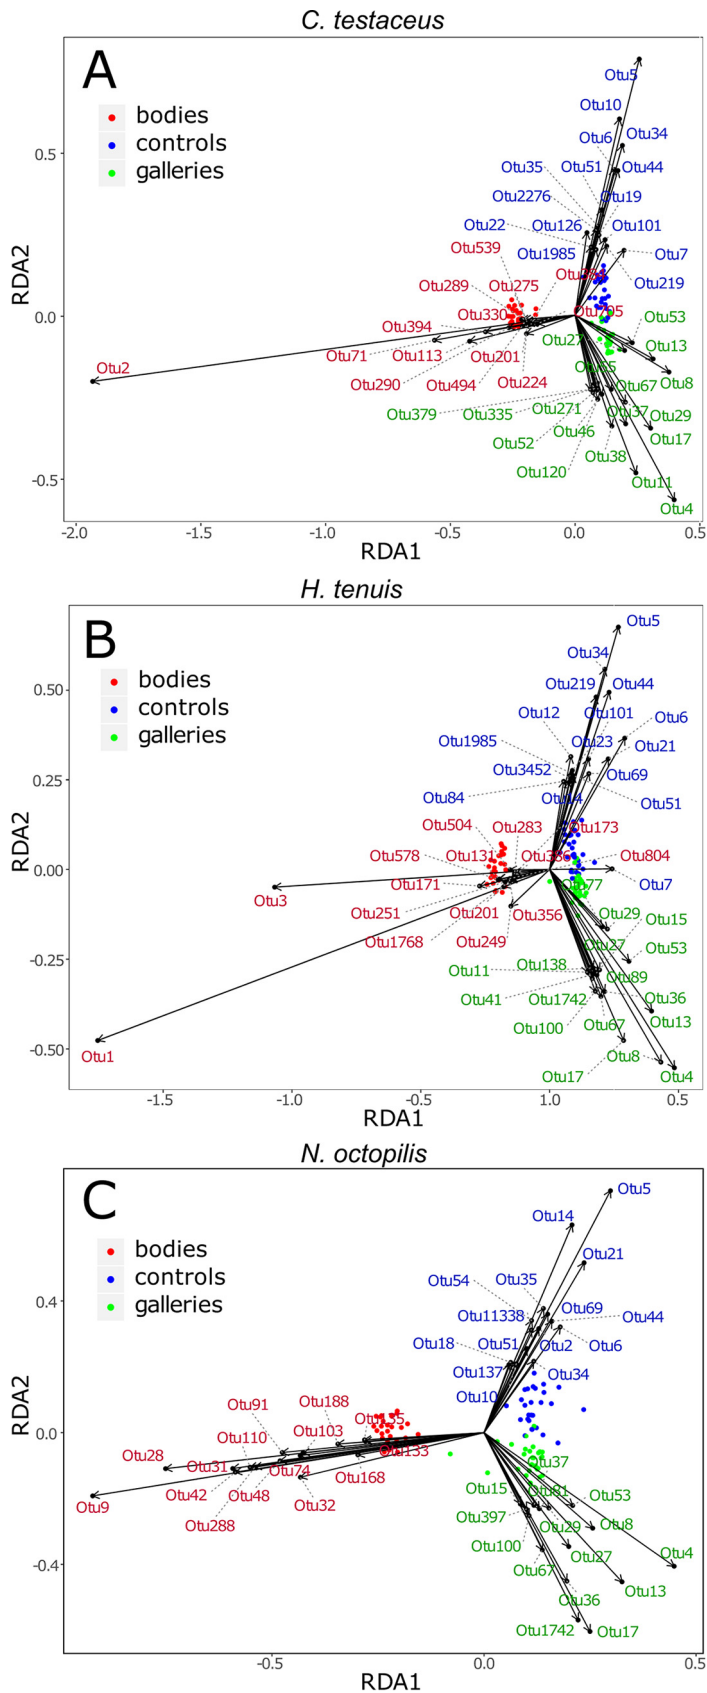 C. testaceus
A
bodies
controls
galleries
Otu5
Otu10
Otu6 Otu34
Otu35 Otu51 Otu44
Otu2276 Otu19
Otu22 Otu126 Otu101
Otu539 Otu1985 Otu7
Otu289 Otu275 Otu219
Otu330 Otu705 Otu53
Otu394 Otu27 Otu13
Otu71 Otu113 Otu201
Otu2 Otu290 Otu494 Otu224 Otu67 Otu8
Otu379 Otu335 Otu271 Otu37 Otu29
Otu52 Otu46 Otu17
Otu120 Otu38
Otu11
Otu4
0.5
0.0
-0.5
RDA2
-2.0 -1.5 -1.0 -0.5 0.0 0.5
RDA1
H. tenuis
B
bodies
controls
galleries
Otu5
Otu34
Otu219 Otu44
Otu12 Otu101 Otu6
Otu1985 Otu23 Otu21
Otu3452 Otu69
Otu84 Otu14 Otu51
Otu504 Otu283 Otu173
Otu578 Otu131 Otu386 Otu804
Otu171 Otu77 Otu7
Otu3 Otu251 Otu201 Otu356 Otu29 Otu15
Otu1768 Otu249 Otu27 Otu53
Otu11 Otu138 Otu89
Otu41 Otu1742 Otu36
Otu100 Otu67 Otu13
Otu1 Otu8
Otu17 Otu4
0.50
0.25
0.00
-0.25
-0.50
RDA2
-1.5 -1.0 -0.5 1.0 0.5
RDA1
N. octopilis
C
bodies
controls
galleries
Otu5
Otu14
Otu21
Otu54 Otu35
Otu11338 Otu69 Otu44
Otu18 Otu51 Otu2 Otu6
Otu137 Otu34
Otu10
Otu91 Otu188
Otu110 Otu103 Otu135
Otu28 Otu31 Otu74 Otu133
Otu168 Otu37
Otu42 Otu48 Otu32 Otu15 Otu81 Otu53
Otu9 Otu288 Otu397 Otu29 Otu8
Otu100 Otu27 Otu4
Otu67 Otu13
Otu36
Otu1742 Otu17
0.4
0.0
-0.4
RDA2
-0.5 0.0 0.5
RDA1